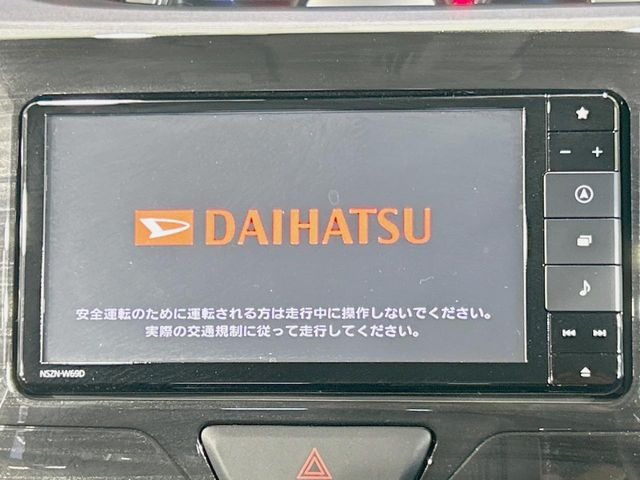 DAIHATSU
安全運転のために運転される方は走行中に操作しないでください。
実際の交通規制に従って走行してください。
NSZN-W69D